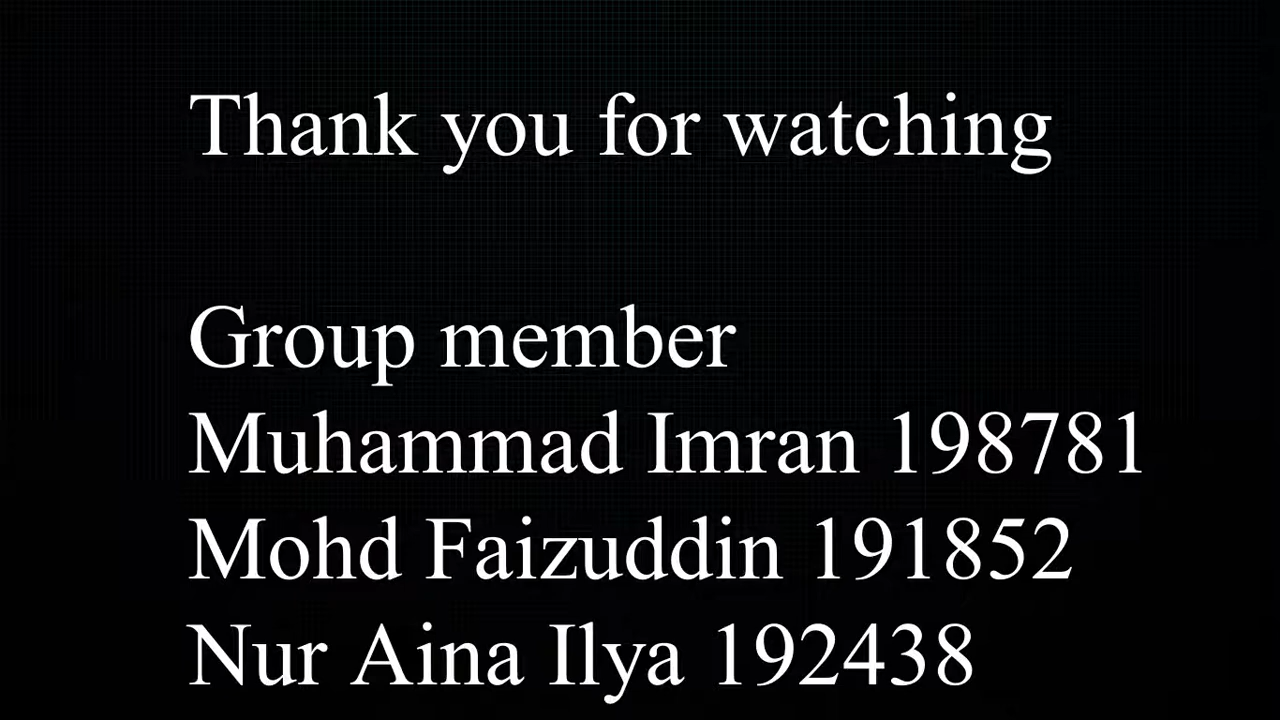 Thank you for watching
Group member
Muhammad Imran 198781
Mohd Faizuddin 191852
Nur Aina Ilya 192438